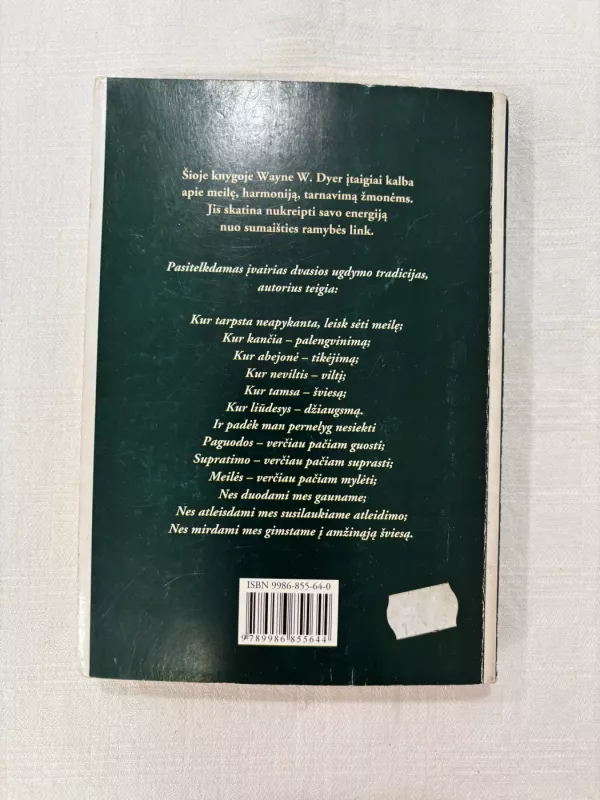 Šioje knygoje Wayne W. Dyer įtaigiai kalba
apie meilę, harmoniją, tarnavimą žmonėms.
Jis skatina nukreipti savo energiją
nuo sumaišties ramybės link.
Pasitelkdamas įvairias dvasios ugdymo tradicijas,
autorius teigia:
Kur tarpsta neapykanta, leisk sėti meilę;
Kur kančia – palengvinimą;
Kur abejonė – tikėjimą;
Kur neviltis – viltį;
Kur tamsa – šviesą;
Kur liūdesys – džiaugsmą.
Ir padėk man pernelyg nesiekti
Paguodos – verčiau pačiam guosti;
Supratimo – verčiau pačiam suprasti;
Meilės – verčiau pačiam mylėti;
Nes duodami mes gauname;
Nes atleisdami mes susilaukiame atleidimo;
Nes mirdami mes gimstame į amžinąją šviesą.
ISBN 9986-855-64-0
9 789986 855644